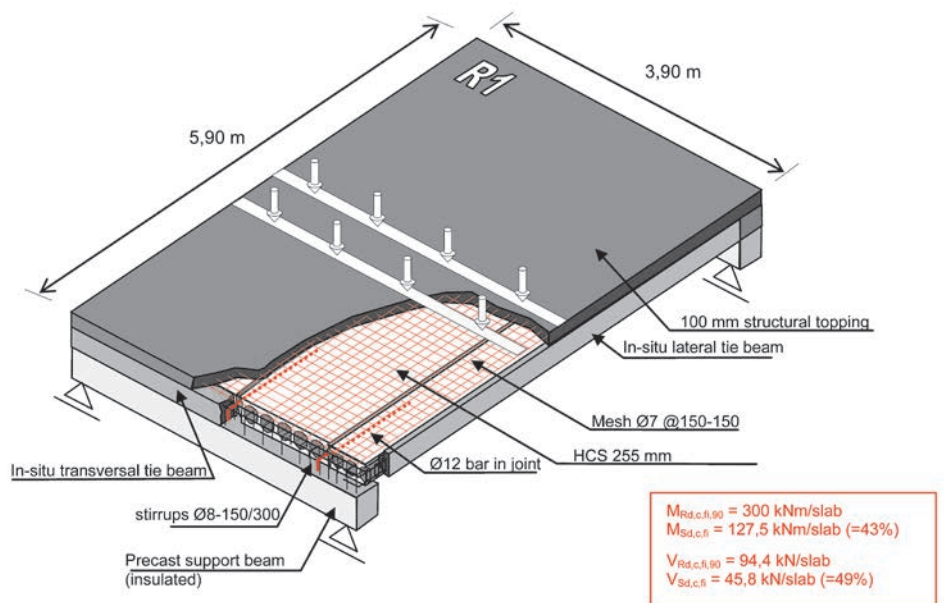 R1
3,90 m
5,90 m
100 mm structural topping
In-situ lateral tie beam
Mesh Ø7 @150-150
HCS 255 mm
Ø12 bar in joint
In-situ transversal tie beam
stirrups Ø8-150/300
Precast support beam
(insulated)
MRd,c,fi,90 = 300 kNm/slab
MSd,c,fi = 127,5 kNm/slab (=43%)
VRd,c,fi,90 = 94,4 kN/slab
VSd,c,fi = 45,8 kN/slab (=49%)